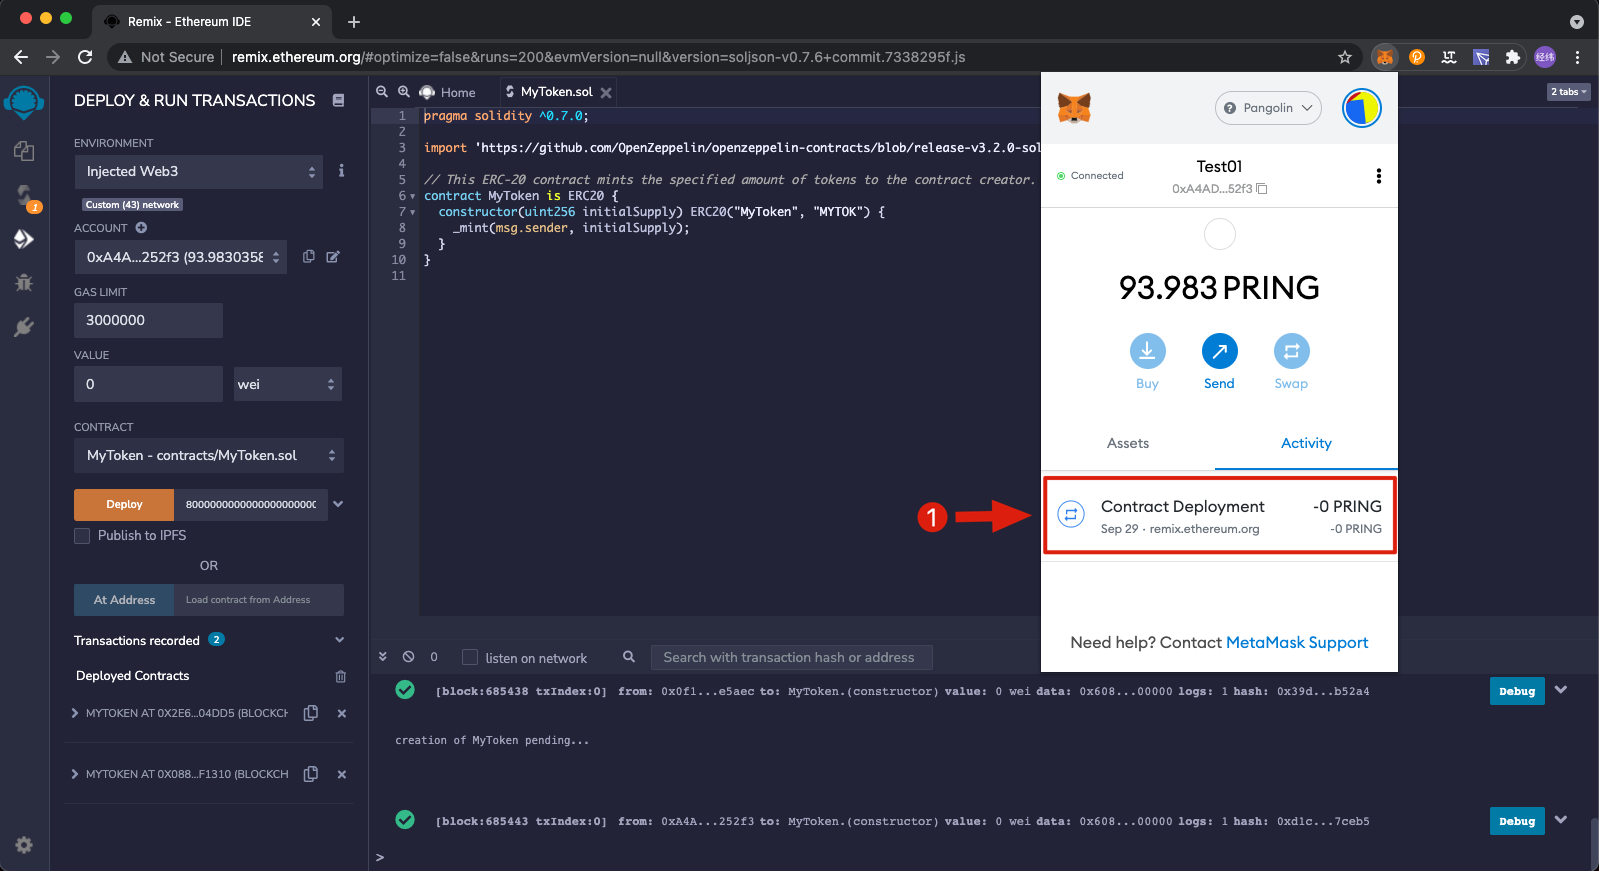 Remix - Ethereum IDE
Not Secure
remix.ethereum.org/#optimize=false&runs=200&evmVersion=null&version=soljson-v0.7.6+commit.7338295f.js
经纬
DEPLOY & RUN TRANSACTIONS
ENVIRONMENT
Injected Web3
Custom (43) network
ACCOUNT
0xA4A...252f3 (93.9830358
GAS LIMIT
3000000
VALUE
0
wei
CONTRACT
MyToken - contracts/MyToken.sol
Deploy
Publish to IPFS
OR
At Address
Load contract from Address
Transactions recorded 2
Deployed Contracts
MYTOKEN AT 0X2E6...04DD5 (BLOCKCH
MYTOKEN AT 0X088...F1310 (BLOCKCH
1
Home
MyToken.sol
2 tabs
1 pragma solidity ^0.7.0;
2
3 import 'https://github.com/OpenZeppelin/openzeppelin-contracts/blob/release-v3.2.0-sol
4
5 // This ERC-20 contract mints the specified amount of tokens to the contract creator.
6 contract MyToken is ERC20 {
7 constructor(uint256 initialSupply) ERC20("MyToken", "MYTOK") {
8 _mint(msg.sender, initialSupply);
9 }
10 }
11
Pangolin
Connected
Test01
0xA4AD...52f3
93.983 PRING
Buy
Send
Swap
Assets
Activity
1
Contract Deployment
-0 PRING
Sep 29 · remix.ethereum.org
-0 PRING
Need help? Contact MetaMask Support
0
listen on network
Search with transaction hash or address
[block:685438 txIndex:0] from: 0x0f1...e5aec to: MyToken.(constructor) value: 0 wei data: 0x608...00000 logs: 1 hash: 0x39d...b52a4
Debug
creation of MyToken pending...
[block:685443 txIndex:0] from: 0xA4A...252f3 to: MyToken.(constructor) value: 0 wei data: 0x608...00000 logs: 1 hash: 0xd1c...7ceb5
Debug
>